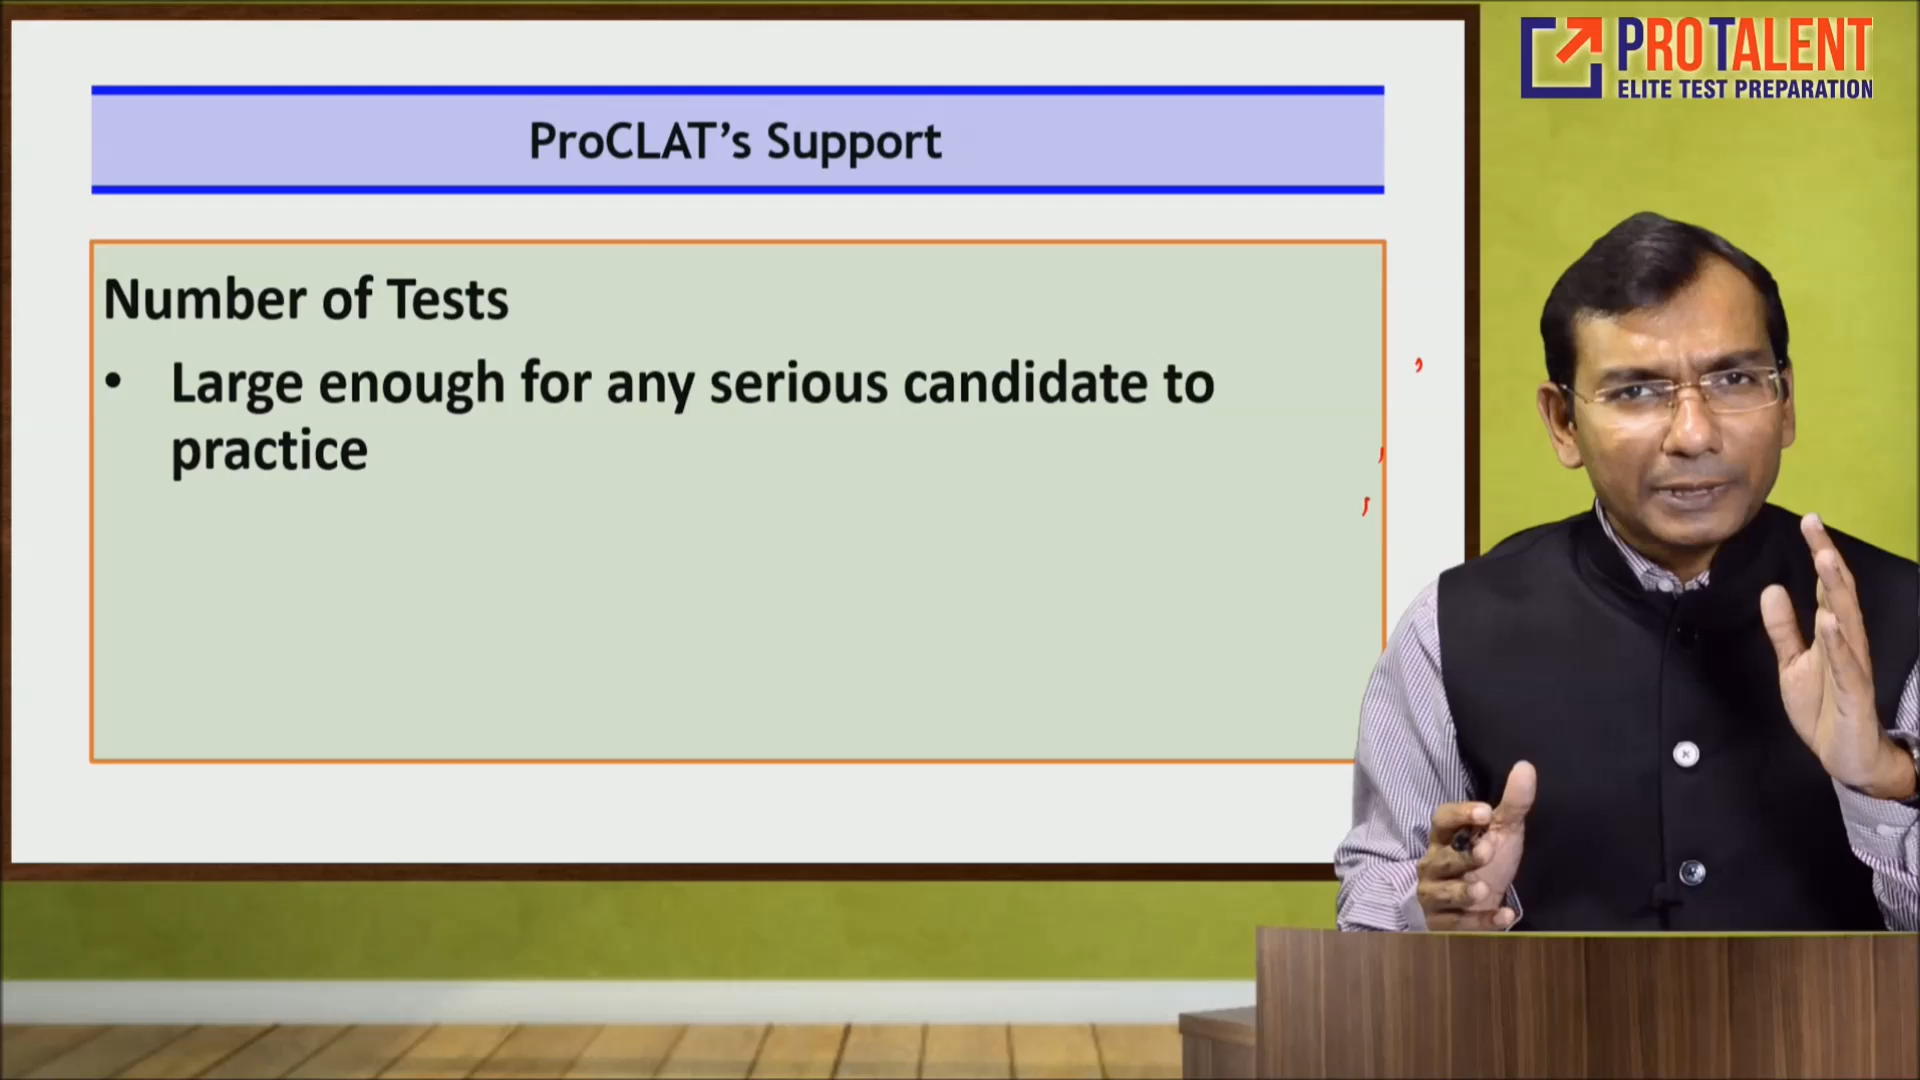 PROTALENT
ELITE TEST PREPARATION
ProCLAT’s Support
Number of Tests
• Large enough for any serious candidate to
practice